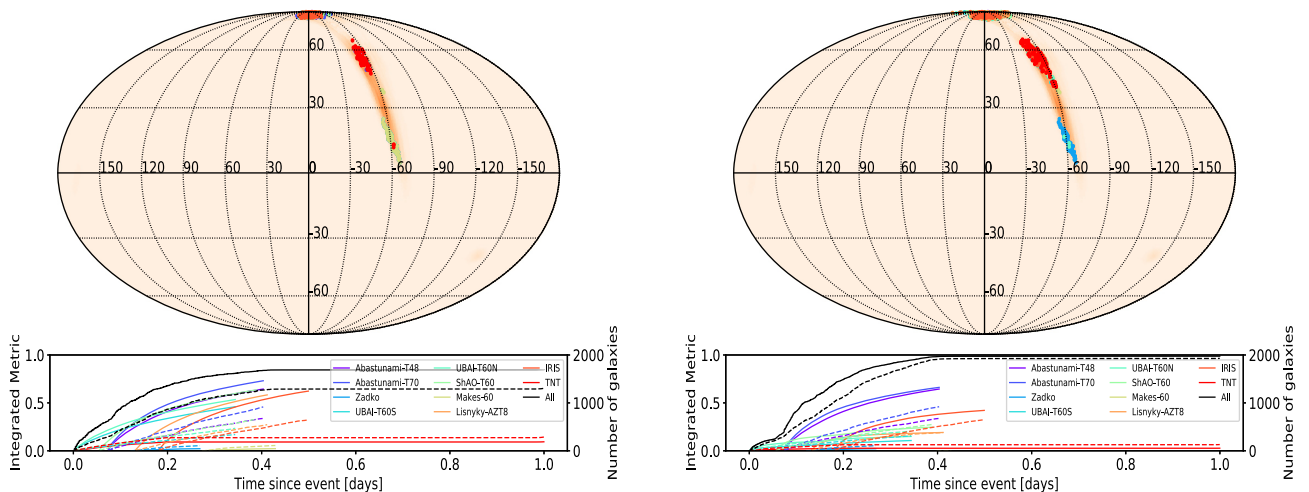 60
30
150 120 90 60 30 0 -30 -60 -90 -120 -150
0
-30
-60
Integrated Metric
1.0
0.5
0.0
Abastunami-T48
Abastunami-T70
Zadko
UBAI-T60S
UBAI-T60N
ShAO-T60
Makes-60
Lisnyky-AZT8
IRIS
TNT
All
2000
1000
0
Number of galaxies
0.0 0.2 0.4 0.6 0.8 1.0
Time since event [days]
60
30
150 120 90 60 30 0 -30 -60 -90 -120 -150
0
-30
-60
Integrated Metric
1.0
0.5
0.0
Abastunami-T48
Abastunami-T70
Zadko
UBAI-T60S
UBAI-T60N
ShAO-T60
Makes-60
Lisnyky-AZT8
IRIS
TNT
All
2000
1000
0
Number of galaxies
0.0 0.2 0.4 0.6 0.8 1.0
Time since event [days]